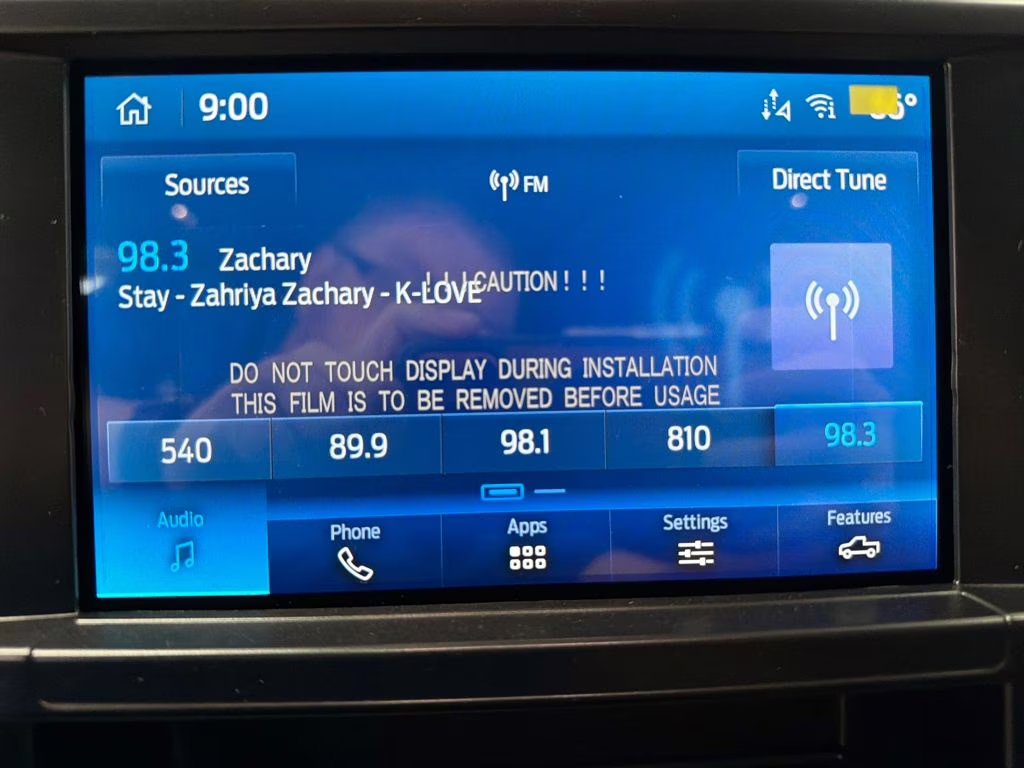 9:00
Sources
FM
Direct Tune
98.3 Zachary
Stay - Zahriya Zachary - K-LOVE
! ! ! CAUTION ! ! !
DO NOT TOUCH DISPLAY DURING INSTALLATION
THIS FILM IS TO BE REMOVED BEFORE USAGE
540 89.9 98.1 810 98.3
Audio Phone Apps Settings Features